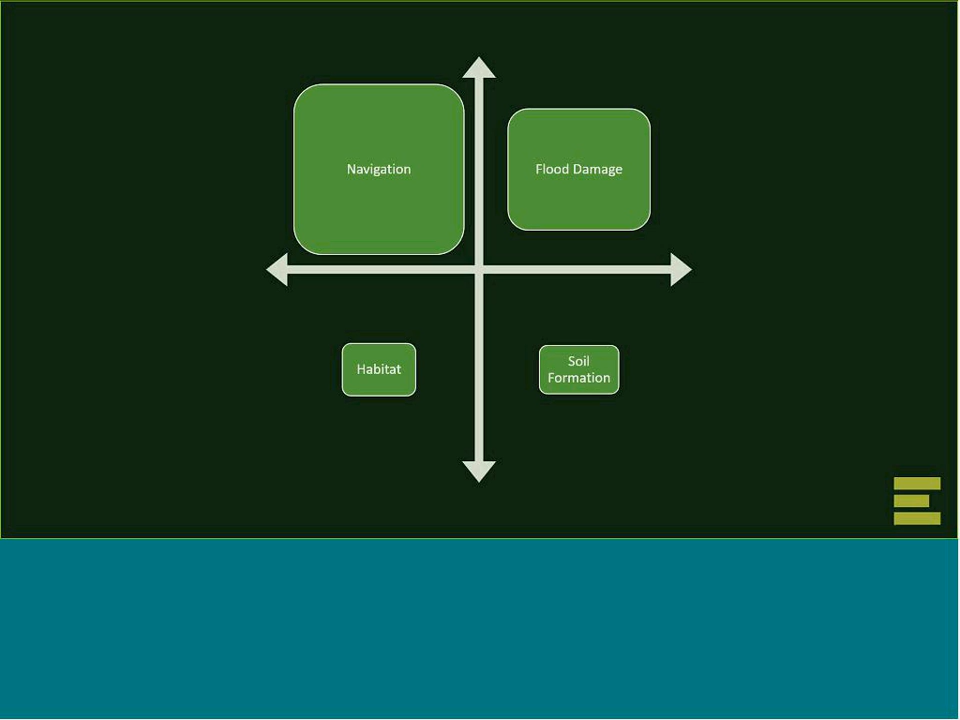 Navigation
Flood Damage
Habitat
Soil
Formation